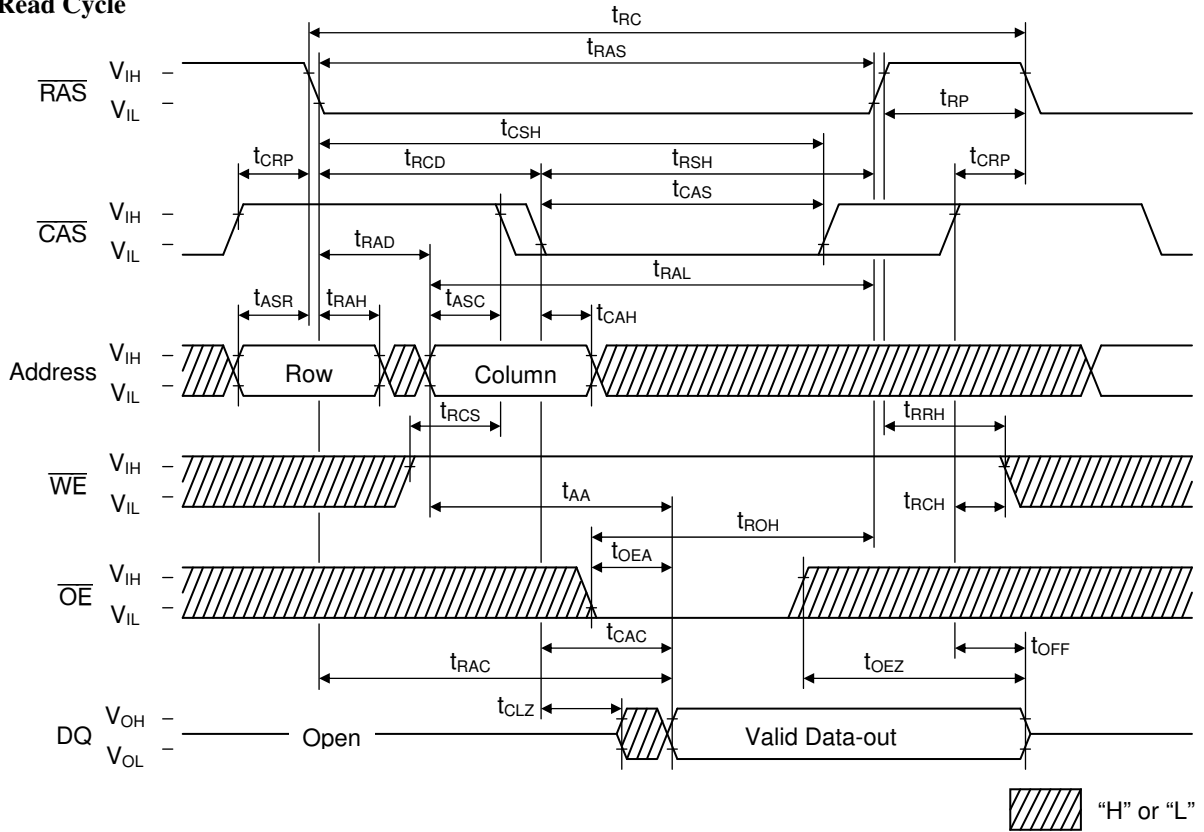 Read Cycle
tRC
tRAS
VIH
RAS
VIL
tRP
tCSH
tCRP
tRCD
tRSH
tCRP
tCAS
VIH
CAS
VIL
tRAD
tRAL
tASR
tRAH
tASC
tCAH
VIH
Address
Row
Column
VIL
tRCS
tRRH
VIH
WE
VIL
tAA
tROH
tRCH
tOEA
VIH
OE
VIL
tCAC
tOFF
tRAC
tOEZ
tCLZ
VOH
DQ
Open
Valid Data-out
VOL
“H” or “L”